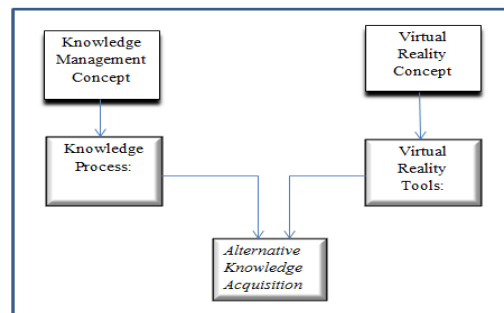 Knowledge
Management
Concept
Virtual
Reality
Concept
Knowledge
Process:
Virtual
Reality
Tools:
Alternative
Knowledge
Acquisition